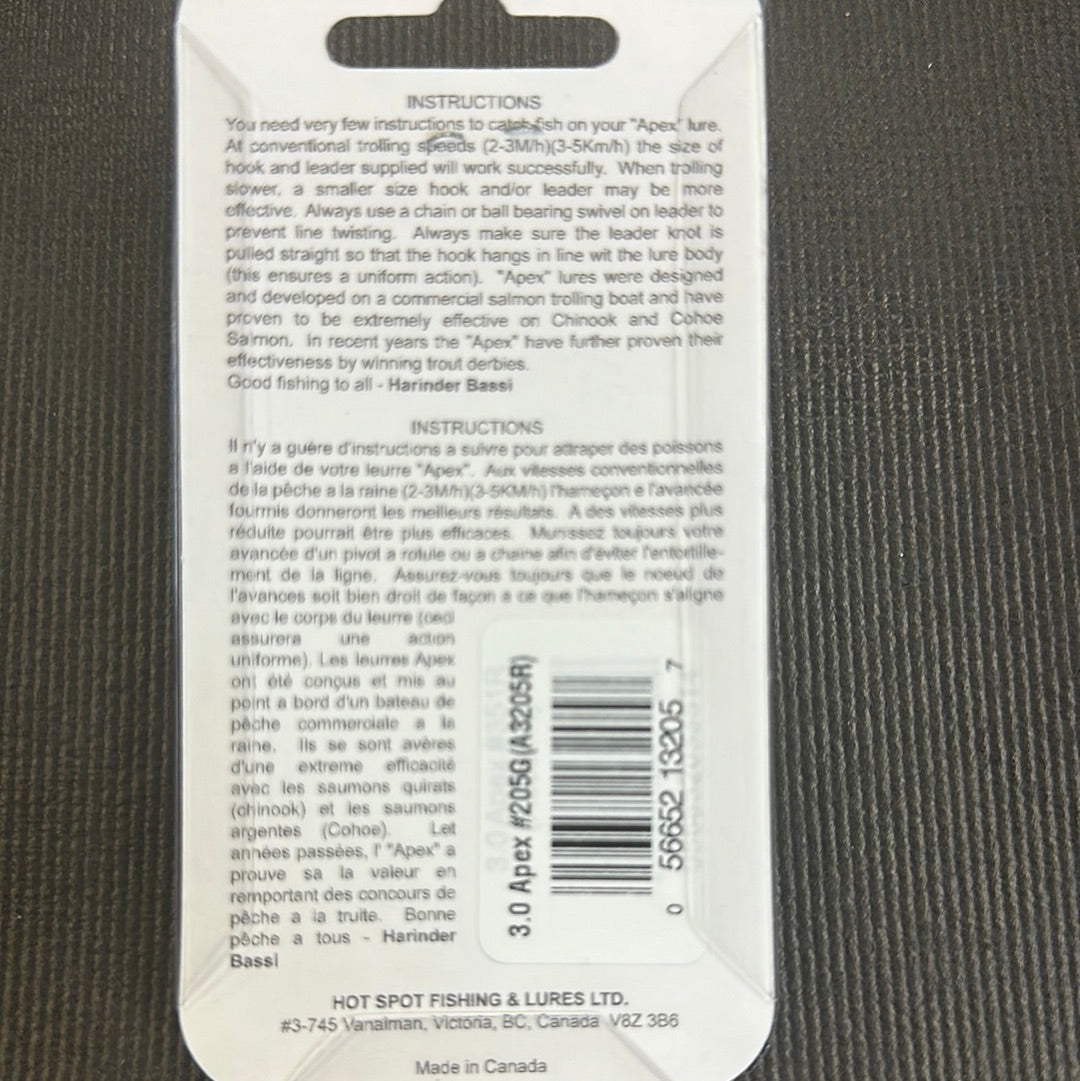 INSTRUCTIONS
You need very few instructions to catch fish on your "Apex" lure.
At conventional trolling speeds (2-3M/h)(3-5Km/h) the size of
hook and leader supplied will work successfully. When trolling
slower, a smaller size hook and/or leader may be more
effective. Always use a chain or ball bearing swivel on leader to
prevent line twisting. Always make sure the leader knot is
pulled straight so that the hook hangs in line wit the lure body
(this ensures a uniform action). "Apex" lures were designed
and developed on a commercial salmon trolling boat and have
proven to be extremely effective on Chinook and Cohoe
Salmon. In recent years the "Apex" have further proven their
effectiveness by winning trout derbies.
Good fishing to all - Harinder Bassi
INSTRUCTIONS
Il n'y a guére d'instructions a suivre pour attraper des poissons
a l'aide de votre leurre "Apex". Aux vitesses conventionnelles
de la pêche a la raine (2-3M/h)(3-5KM/h) l'hameçon e l'avancée
fourmis donneront les meilleurs résultats. A des vitesses plus
réduite pourrait être plus efficaces. Munissez toujours votre
avancée d'un pivot a rotule ou a chaine afin d'éviter l'entortille-
ment de la ligne. Assurez-vous toujours que le noeud de
l'avances soit bien droit de façon a ce que l'hameçon s'aligne
avec le corps du leurre (ceci
assurera une action
uniforme). Les leurres Apex
ont été conçus et mis au
point a bord d'un bateau de
pêche commerciale a la
raine. Ils se sont avères
d'une extreme efficacité
avec les saumons quirats
(chinook) et les saumons
argentes (Cohoe). Let
années passées, l' "Apex" a
prouve sa la valeur en
remportant des concours de
pêche a la truite. Bonne
pêche a tous - Harinder
Bassi
3.0 Apex #205G(A3205R)
0 56652 13205 7
HOT SPOT FISHING & LURES LTD.
#3-745 Vanalman, Victoria, BC, Canada V8Z 3B6
Made in Canada